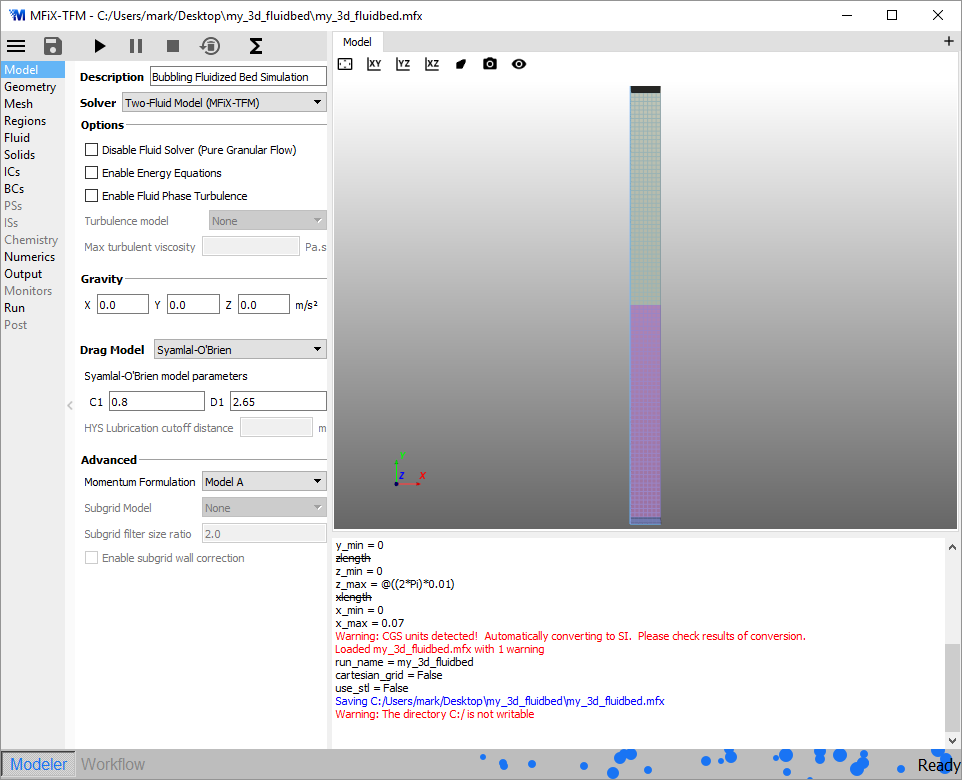 MFiX-TFM - C:/Users/mark/Desktop\my_3d_fluidbed\my_3d_fluidbed.mfx
Model
Geometry
Mesh
Regions
Fluid
Solids
ICs
BCs
PSs
ISs
Chemistry
Numerics
Output
Monitors
Run
Post
Description Bubbling Fluidized Bed Simulation
Solver Two-Fluid Model (MFiX-TFM)
Options
Disable Fluid Solver (Pure Granular Flow)
Enable Energy Equations
Enable Fluid Phase Turbulence
Turbulence model None
Max turbulent viscosity Pa.s
Gravity
X 0.0 Y 0.0 Z 0.0 m/s²
Drag Model Syamlal-O'Brien
Syamlal-O'Brien model parameters
C1 0.8 D1 2.65
HYS Lubrication cutoff distance m
Advanced
Momentum Formulation Model A
Subgrid Model None
Subgrid filter size ratio 2.0
Enable subgrid wall correction
Model
XY YZ XZ
Y
Z X
y_min = 0
zlength
z_min = 0
z_max = @((2*Pi)*0.01)
xlength
x_min = 0
x_max = 0.07
Warning: CGS units detected! Automatically converting to SI. Please check results of conversion.
Loaded my_3d_fluidbed.mfx with 1 warning
run_name = my_3d_fluidbed
cartesian_grid = False
use_stl = False
Saving C:/Users/mark/Desktop\my_3d_fluidbed\my_3d_fluidbed.mfx
Warning: The directory C:/ is not writable
Modeler Workflow
Ready